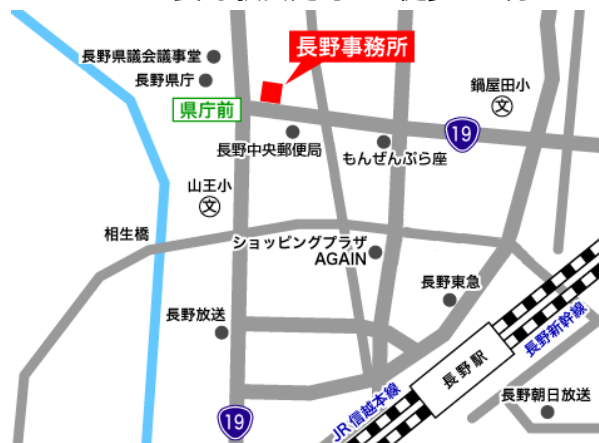 長野県議会議事堂
長野事務所
長野県庁
鍋屋田小
文
県庁前
19
長野中央郵便局
もんぜんぷら座
山王小
文
相生橋
ショッピングプラザ
AGAIN
長野東急
長野放送
長野新幹線
長野駅
JR信越本線
長野朝日放送
19